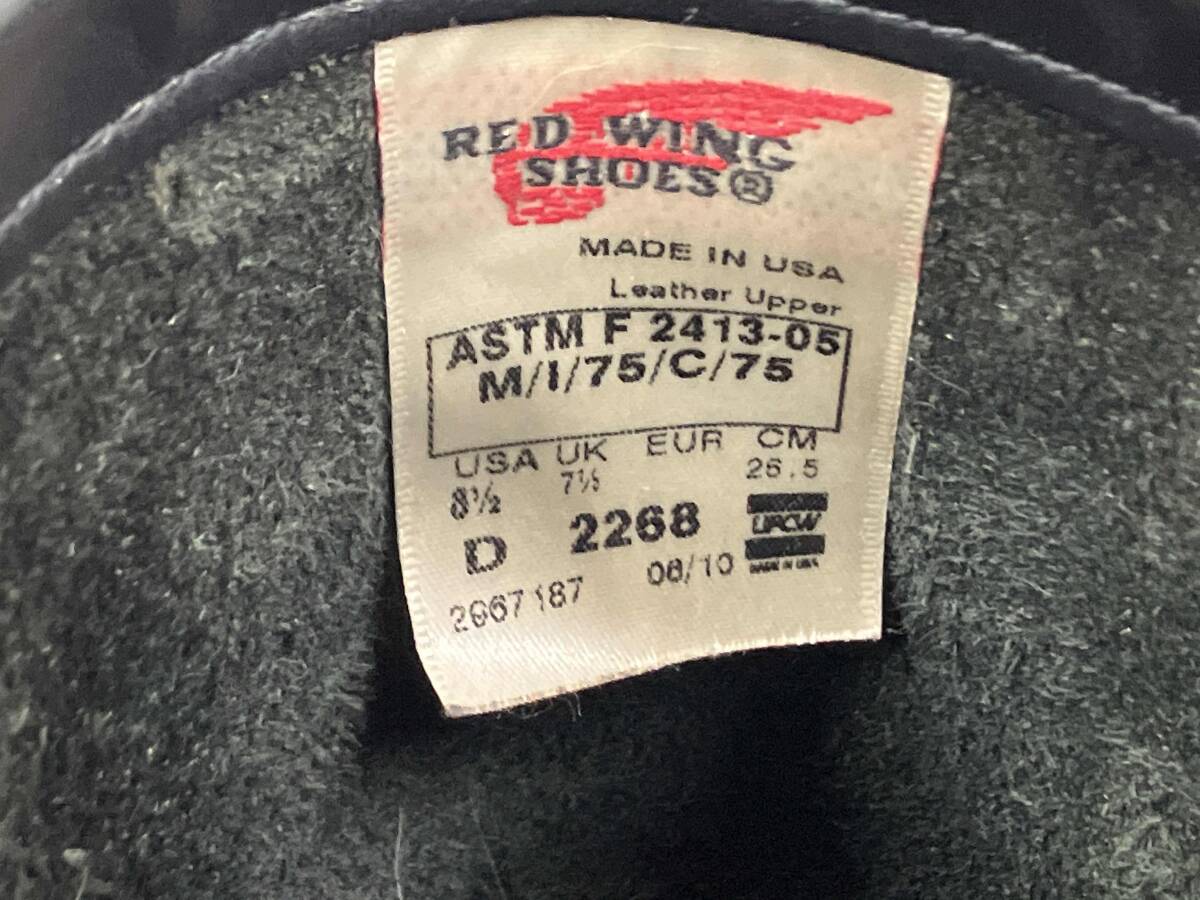 RED WING
SHOES®
MADE IN USA
Leather Upper
ASTM F 2413-05
M/I/75/C/75
USA UK EUR CM
8½ 7½ 26.5
D 2268 UFCW
MADE IN USA
2967187 08/10